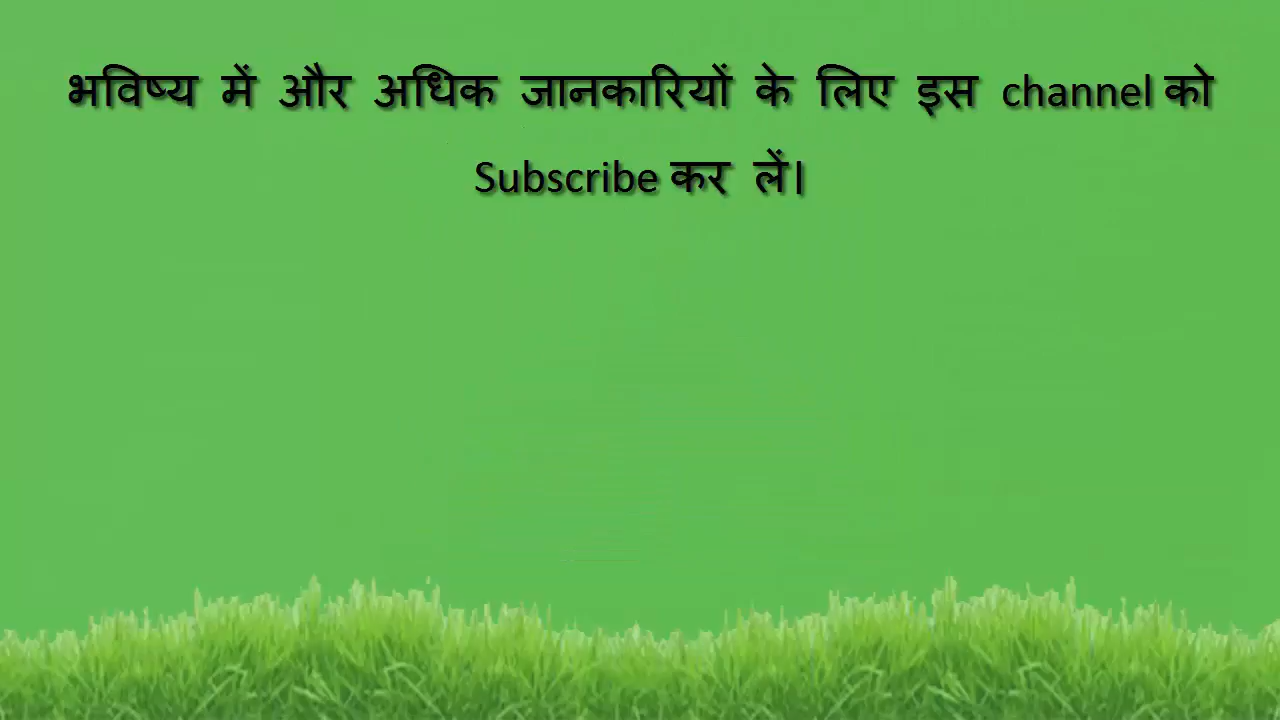 भविष्य में और अधिक जानकारियों के लिए इस channel को
Subscribe कर लें।